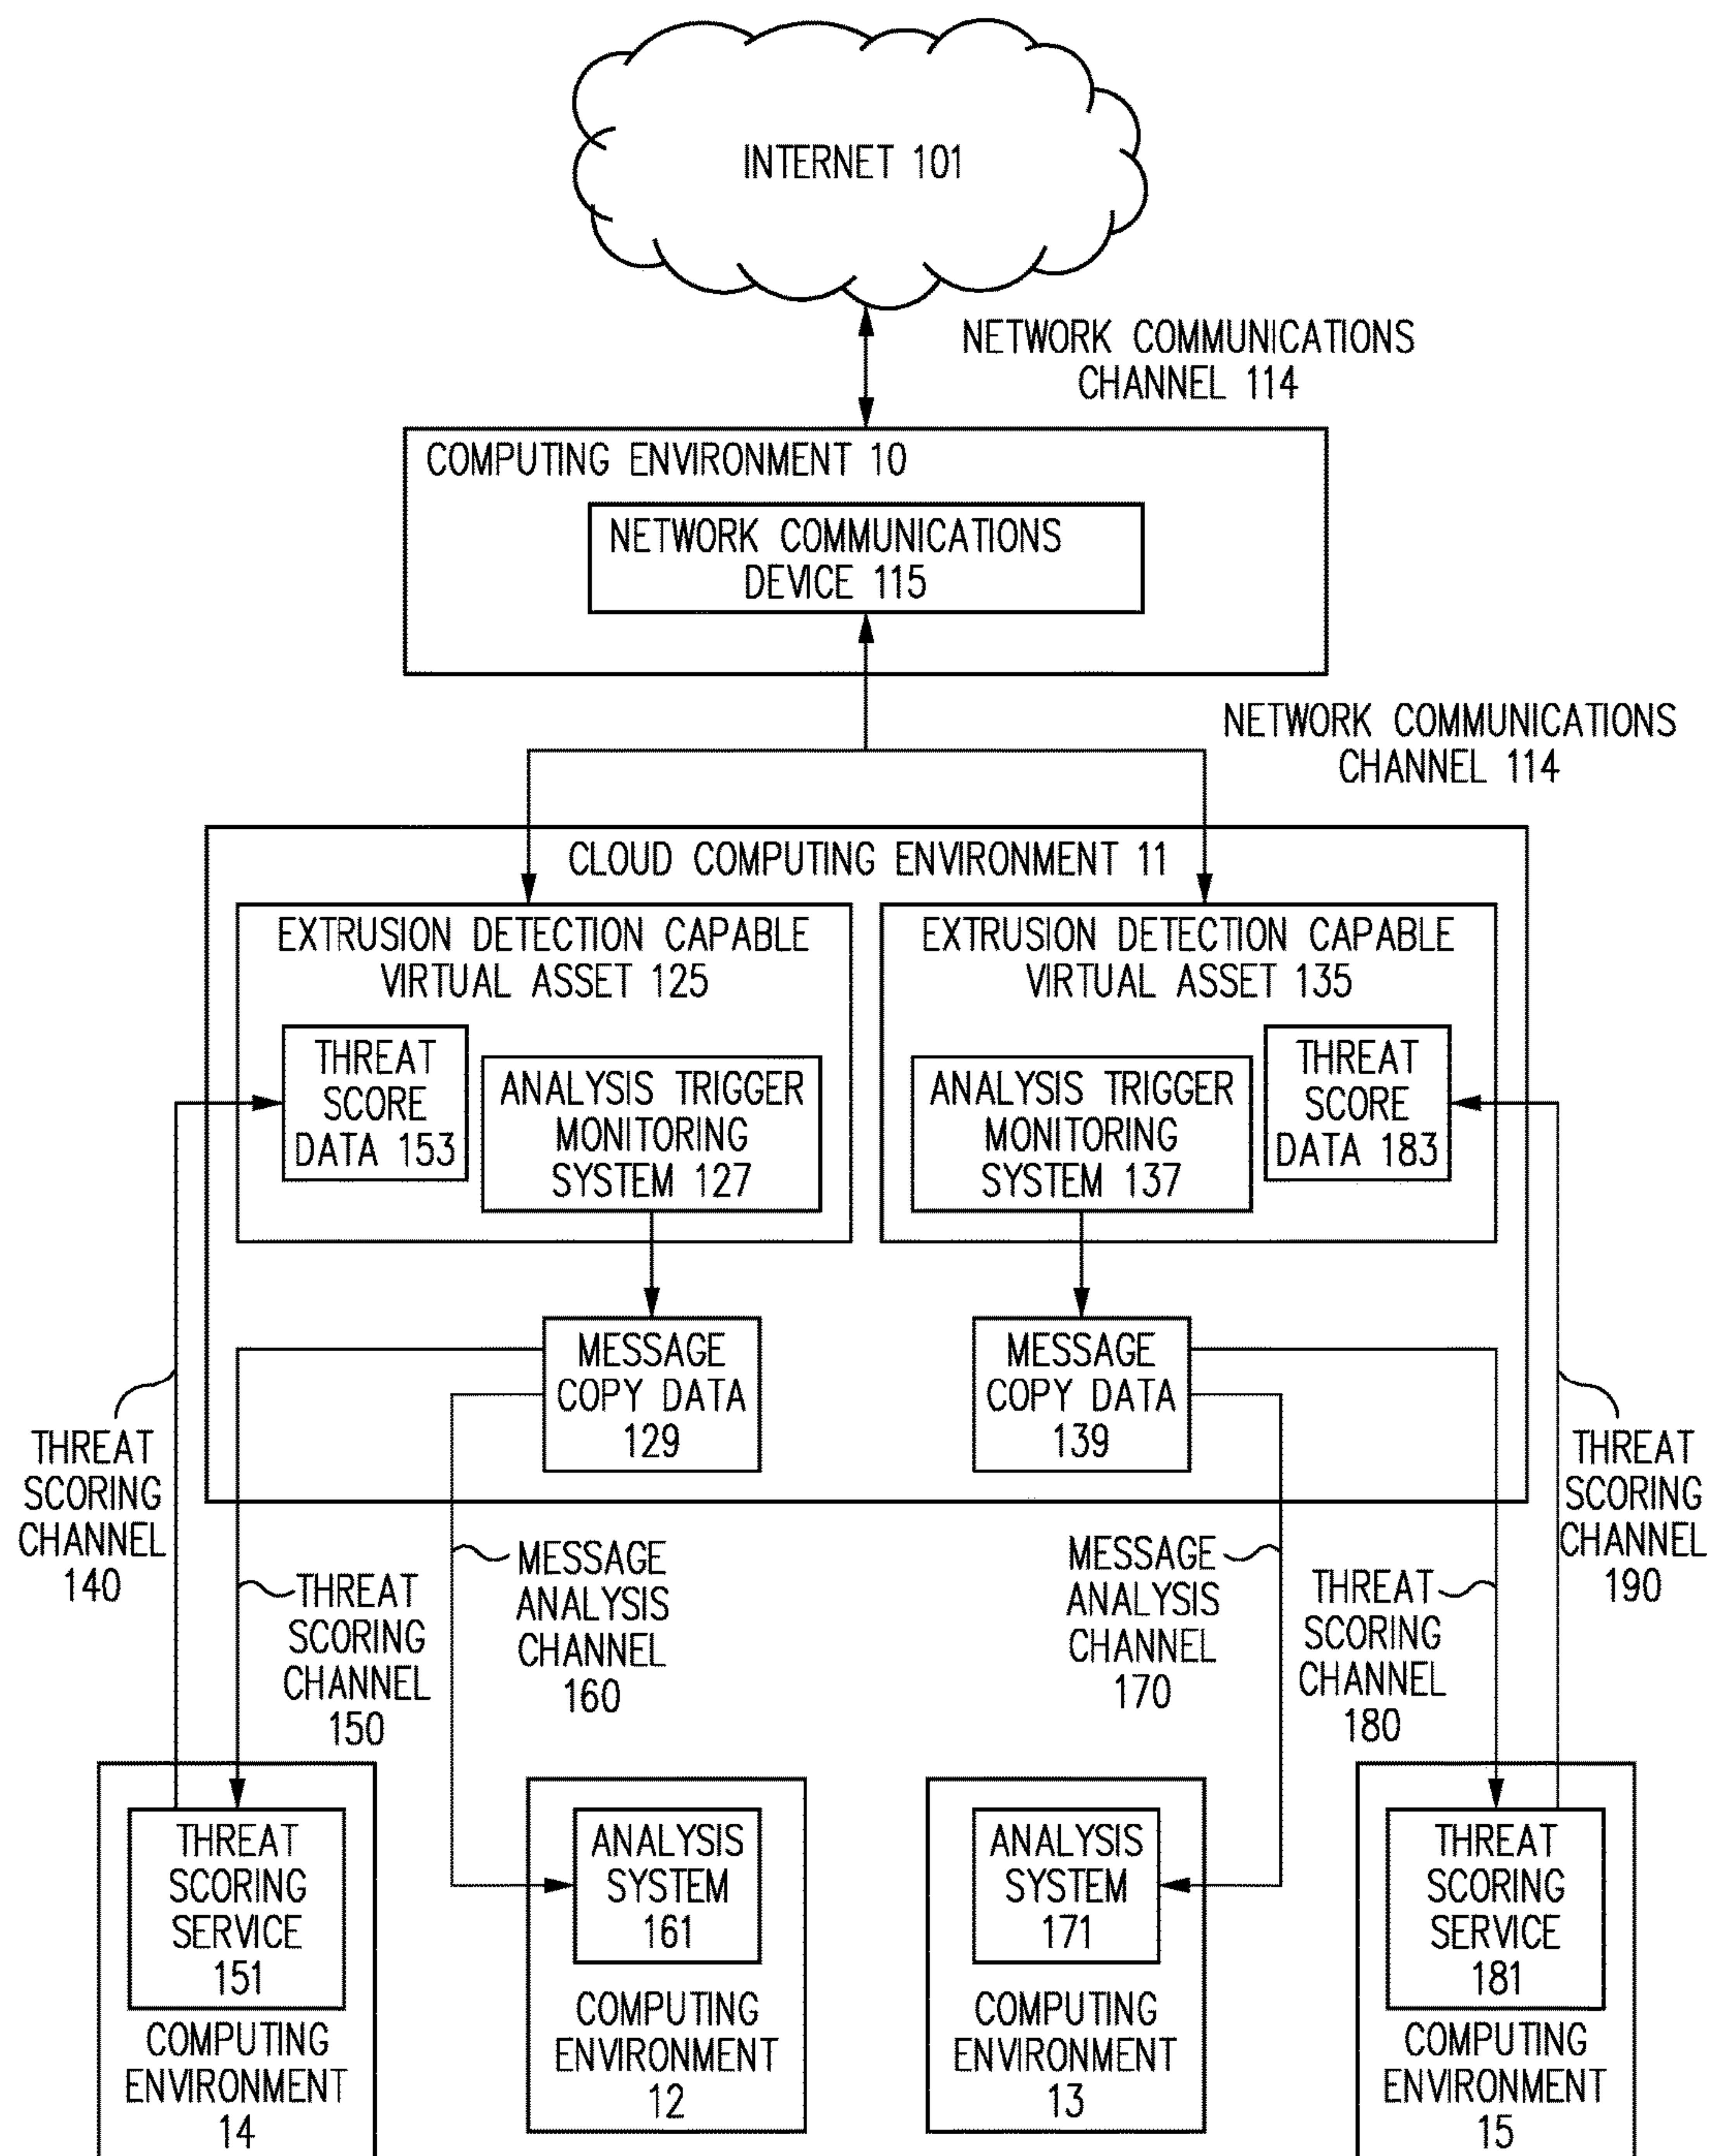 INTERNET 101
NETWORK COMMUNICATIONS
CHANNEL 114
COMPUTING ENVIRONMENT 10
NETWORK COMMUNICATIONS
DEVICE 115
NETWORK COMMUNICATIONS
CHANNEL 114
CLOUD COMPUTING ENVIRONMENT 11
EXTRUSION DETECTION CAPABLE
VIRTUAL ASSET 125
THREAT
SCORE
DATA 153
ANALYSIS TRIGGER
MONITORING
SYSTEM 127
EXTRUSION DETECTION CAPABLE
VIRTUAL ASSET 135
ANALYSIS TRIGGER
MONITORING
SYSTEM 137
THREAT
SCORE
DATA 183
MESSAGE
COPY DATA
129
MESSAGE
COPY DATA
139
THREAT
SCORING
CHANNEL
140
THREAT
SCORING
CHANNEL
150
MESSAGE
ANALYSIS
CHANNEL
160
MESSAGE
ANALYSIS
CHANNEL
170
THREAT
SCORING
CHANNEL
180
THREAT
SCORING
CHANNEL
190
THREAT
SCORING
SERVICE
151
COMPUTING
ENVIRONMENT
14
ANALYSIS
SYSTEM
161
COMPUTING
ENVIRONMENT
12
ANALYSIS
SYSTEM
171
COMPUTING
ENVIRONMENT
13
THREAT
SCORING
SERVICE
181
COMPUTING
ENVIRONMENT
15